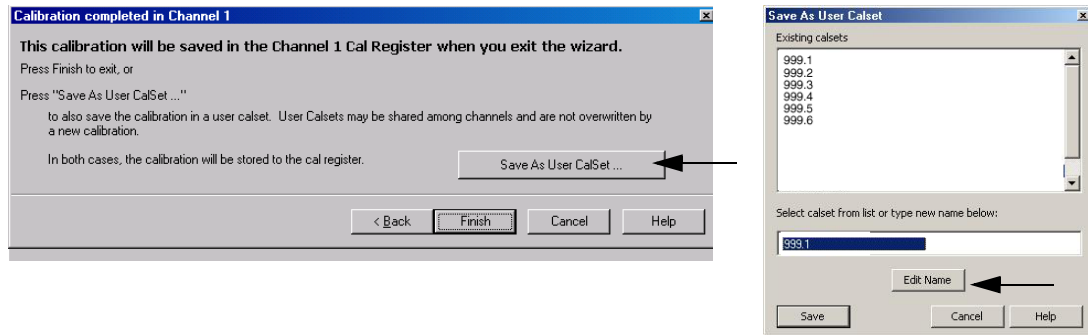 Calibration completed in Channel 1
This calibration will be saved in the Channel 1 Cal Register when you exit the wizard.
Press Finish to exit, or
Press "Save As User CalSet ..."
to also save the calibration in a user calset. User Calsets may be shared among channels and are not overwritten by
a new calibration.
In both cases, the calibration will be stored to the cal register.
Save As User CalSet ...
< Back
Finish
Cancel
Help
Save As User Calset
Existing calsets
999.1
999.2
999.3
999.4
999.5
999.6
Select calset from list or type new name below:
999.1
Edit Name
Save
Cancel
Help